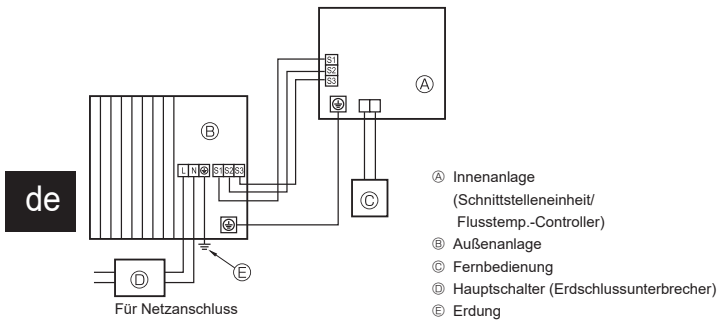 S1
S2
S3
Ⓐ
Ⓑ
L N S1 S2 S3
de
Ⓒ
Ⓓ
Ⓔ
Für Netzanschluss
Ⓐ Innenanlage
(Schnittstelleneinheit/
Flusstemp.-Controller)
Ⓑ Außenanlage
Ⓒ Fernbedienung
Ⓓ Hauptschalter (Erdschlussunterbrecher)
Ⓔ Erdung